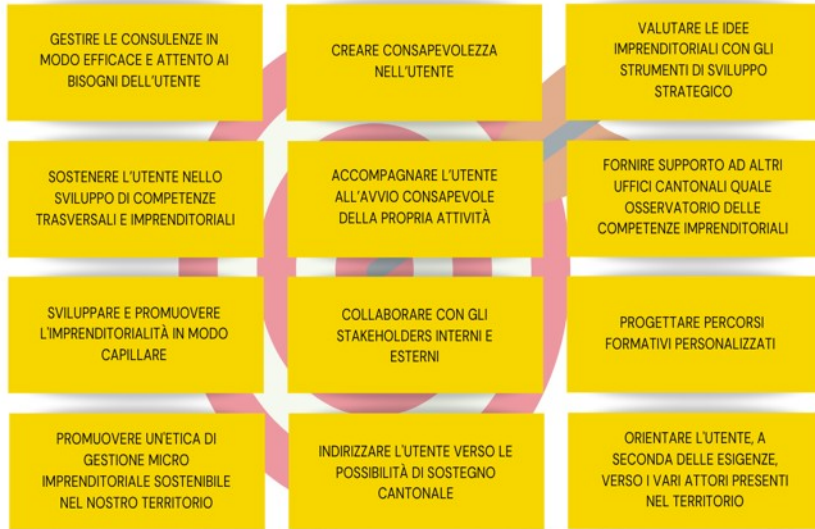 GESTIRE LE CONSULENZE IN
MODO EFFICACE E ATTENTO AI
BISOGNI DELL'UTENTE
CREARE CONSAPEVOLEZZA
NELL'UTENTE
VALUTARE LE IDEE
IMPRENDITORIALI CON GLI
STRUMENTI DI SVILUPPO
STRATEGICO
SOSTENERE L'UTENTE NELLO
SVILUPPO DI COMPETENZE
TRASVERSALI E IMPRENDITORIALI
ACCOMPAGNARE L'UTENTE
ALL'AVVIO CONSAPEVOLE
DELLA PROPRIA ATTIVITÀ
FORNIRE SUPPORTO AD ALTRI
UFFICI CANTONALI QUALE
OSSERVATORIO DELLE
COMPETENZE IMPRENDITORIALI
SVILUPPARE E PROMUOVERE
L'IMPRENDITORIALITÀ IN MODO
CAPILLARE
COLLABORARE CON GLI
STAKEHOLDERS INTERNI E
ESTERNI
PROGETTARE PERCORSI
FORMATIVI PERSONALIZZATI
PROMUOVERE UN'ETICA DI
GESTIONE MICRO
IMPRENDITORIALE SOSTENIBILE
NEL NOSTRO TERRITORIO
INDIRIZZARE L'UTENTE VERSO LE
POSSIBILITÀ DI SOSTEGNO
CANTONALE
ORIENTARE L'UTENTE, A
SECONDA DELLE ESIGENZE,
VERSO I VARI ATTORI PRESENTI
NEL TERRITORIO